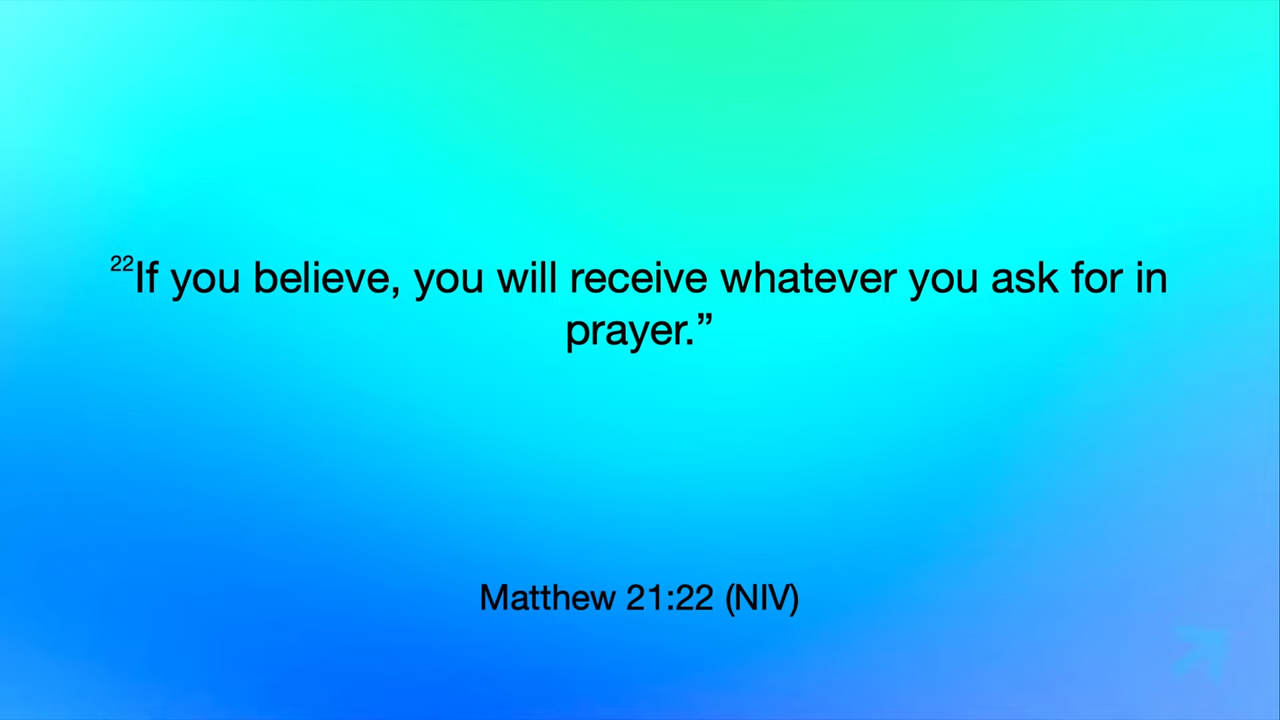 ²²If you believe, you will receive whatever you ask for in
prayer.”
Matthew 21:22 (NIV)